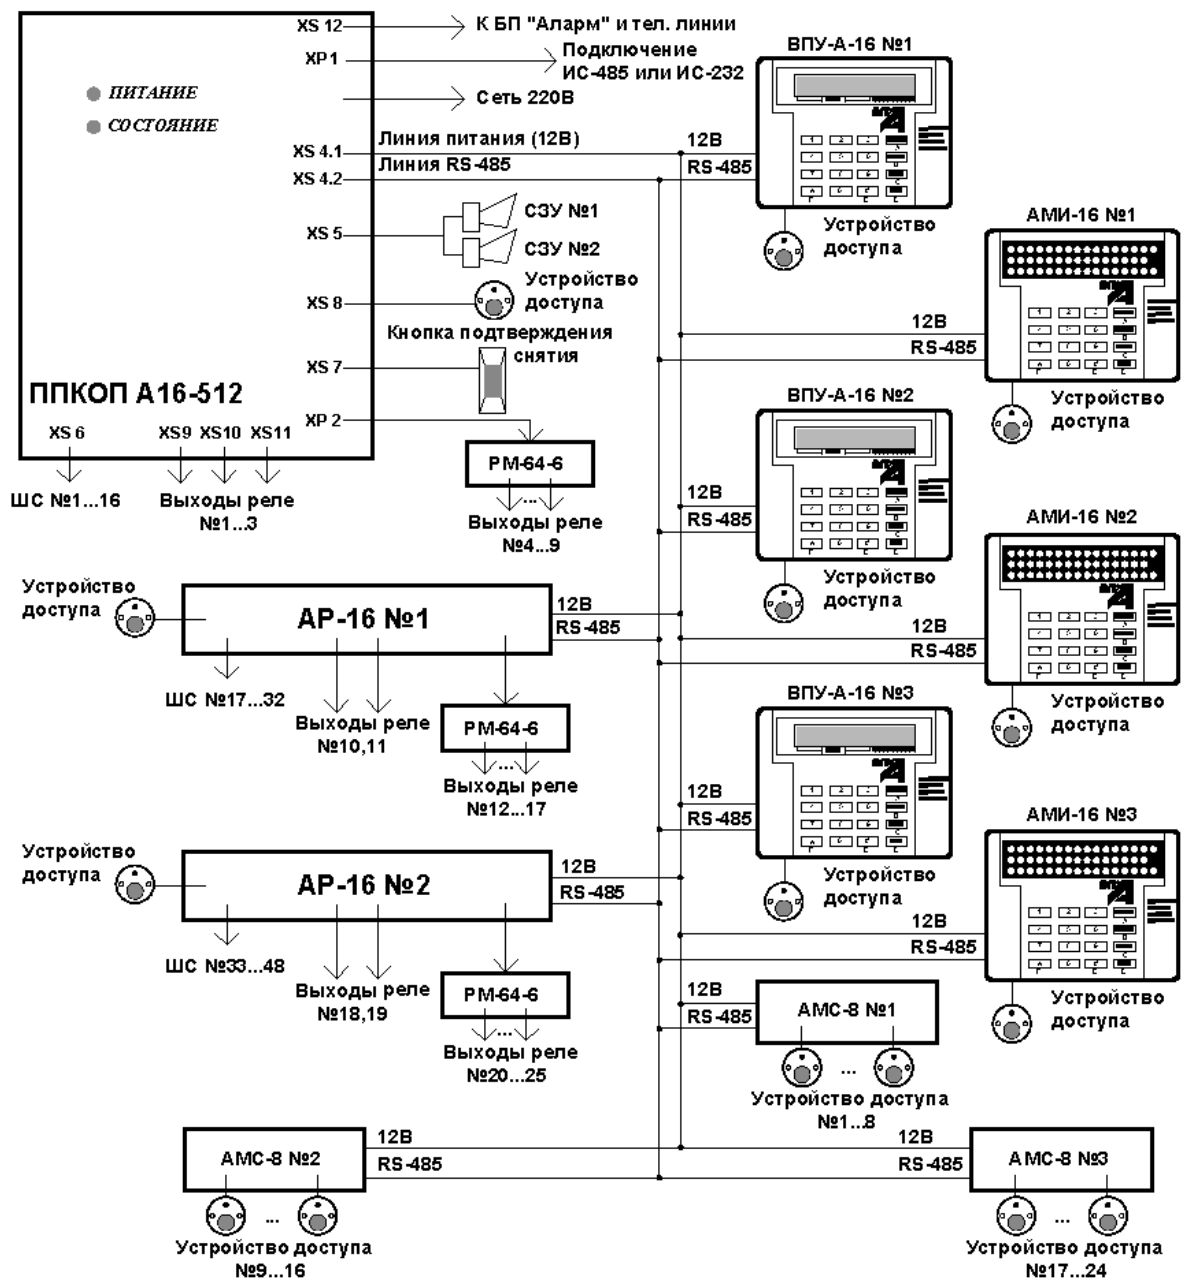 XS 12
К БП "Аларм" и тел. линии
XP 1
Подключение
ИС-485 или ИС-232
Сеть 220В
ПИТАНИЕ
СОСТОЯНИЕ
XS 4.1
Линия питания (12В)
XS 4.2
Линия RS-485
XS 5
СЗУ №1
СЗУ №2
XS 8
Устройство
доступа
Кнопка подтверждения
снятия
XS 7
XP 2
ППКОП А16-512
XS 6
XS9
XS10
XS11
ШС №1...16
Выходы реле
№1...3
РМ-64-6
...
Выходы реле
№4...9
ВПУ-А-16 №1
12В
RS-485
Устройство
доступа
АМИ-16 №1
12В
RS-485
Устройство
доступа
ВПУ-А-16 №2
12В
RS-485
Устройство
доступа
АМИ-16 №2
12В
RS-485
Устройство
доступа
ВПУ-А-16 №3
12В
RS-485
Устройство
доступа
АМИ-16 №3
12В
RS-485
Устройство
доступа
Устройство
доступа
АР-16 №1
12В
RS-485
ШС №17...32
Выходы реле
№10,11
РМ-64-6
...
Выходы реле
№12...17
Устройство
доступа
АР-16 №2
12В
RS-485
ШС №33...48
Выходы реле
№18,19
РМ-64-6
...
Выходы реле
№20...25
12В
RS-485
АМС-8 №1
...
Устройство доступа
№1...8
АМС-8 №2
12В
RS-485
...
Устройство доступа
№9...16
12В
RS-485
АМС-8 №3
...
Устройство доступа
№17...24